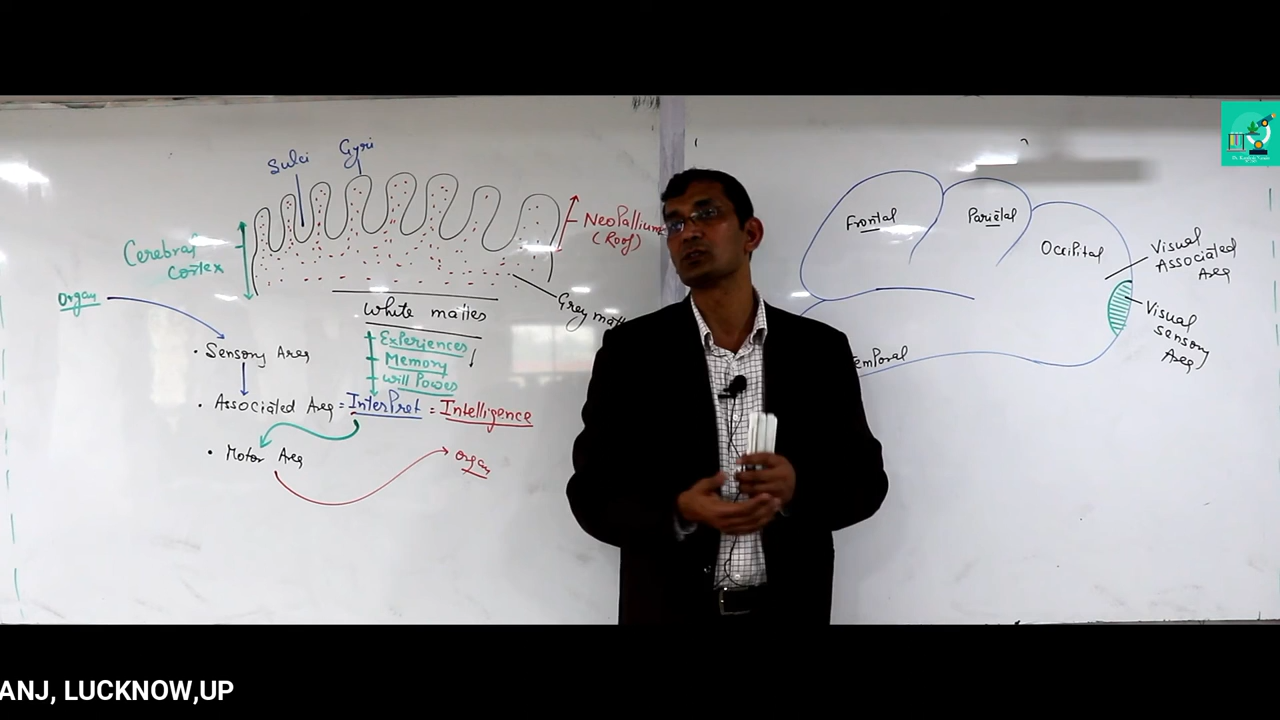 Sulci
Gyri
NeoPallium
(Roof)
Cerebral
cortex
Organ
White matter
Grey matt
Experiences
Memory
Will Power
• Sensory Area
• Associated Area = InterPret = Intelligence
• Motor Area
organ
Frontal
Parietal
Occipital
Visual
Associated
Area
Visual
Sensory
Area
emporal
ANJ, LUCKNOW,UP